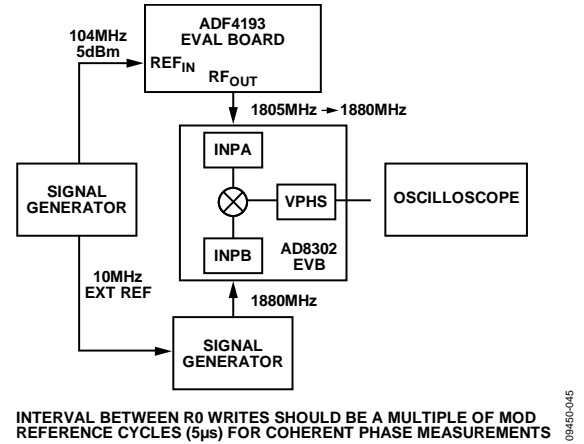 104MHz
5dBm
ADF4193
EVAL BOARD
REFIN
RFOUT
1805MHz → 1880MHz
INPA
VPHS
INPB
AD8302
EVB
OSCILLOSCOPE
SIGNAL
GENERATOR
10MHz
EXT REF
1880MHz
SIGNAL
GENERATOR
INTERVAL BETWEEN R0 WRITES SHOULD BE A MULTIPLE OF MOD
REFERENCE CYCLES (5µs) FOR COHERENT PHASE MEASUREMENTS
09450-045